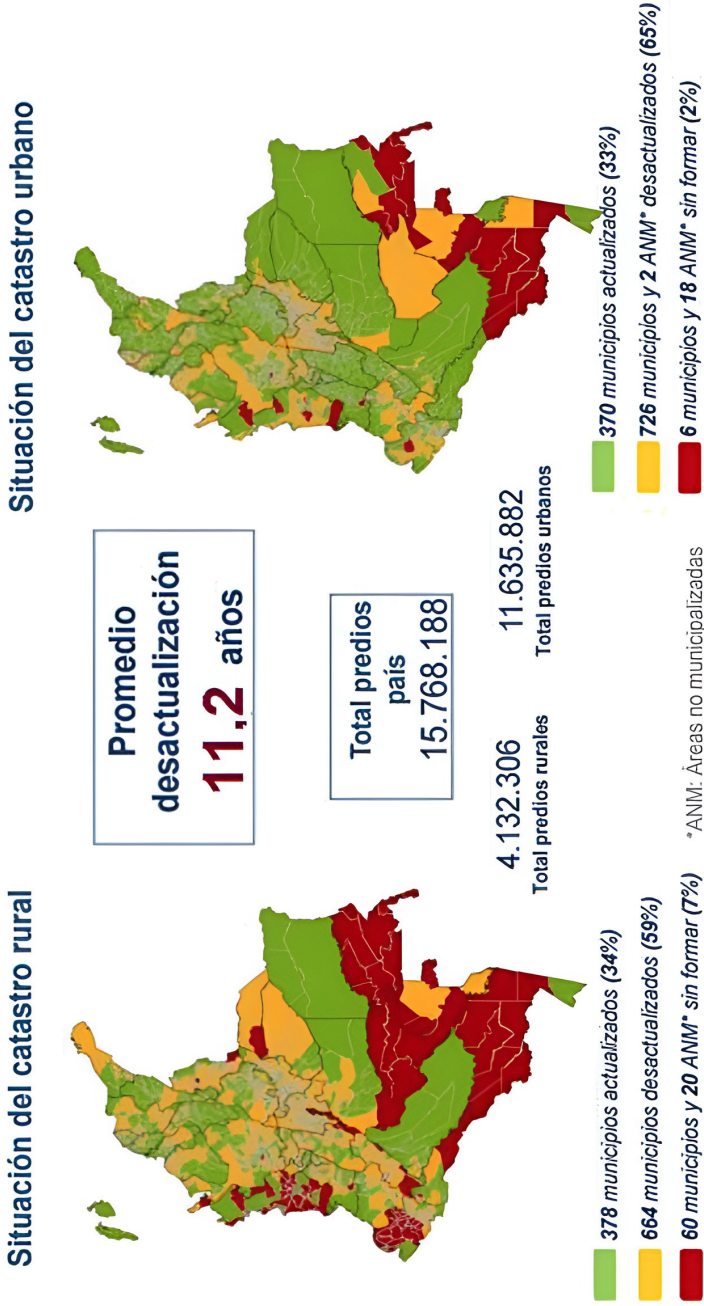 Situación del catastro rural
378 municipios actualizados (34%)
664 municipios desactualizados (59%)
60 municipios y 20 ANM* sin formar (7%)
Promedio
desactualización
11,2 años
Total predios
país
15.768.188
4.132.306
Total predios rurales
11.635.882
Total predios urbanos
*ANM: Áreas no municipalizadas
Situación del catastro urbano
370 municipios actualizados (33%)
726 municipios y 2 ANM* desactualizados (65%)
6 municipios y 18 ANM* sin formar (2%)